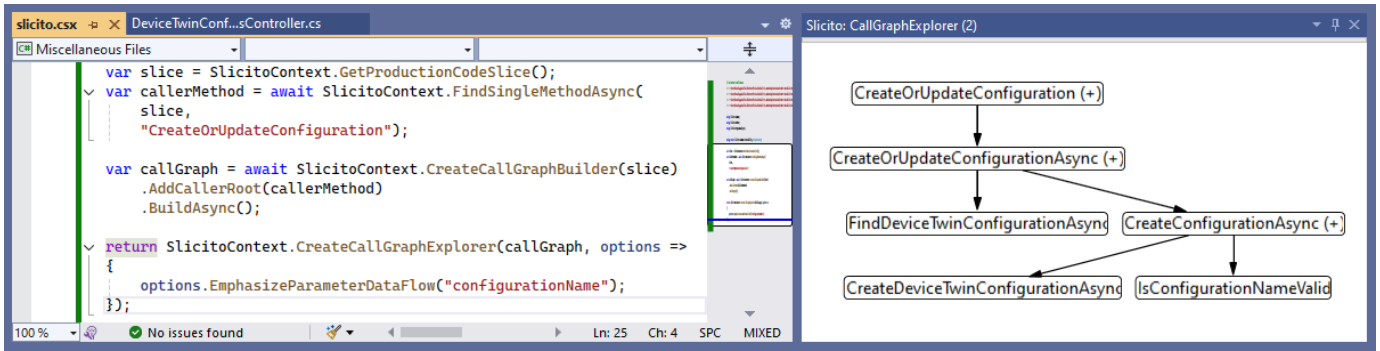 slicito.csx
DeviceTwinConf...sController.cs
C# Miscellaneous Files
var slice = SlicitoContext.GetProductionCodeSlice();
var callerMethod = await SlicitoContext.FindSingleMethodAsync(
slice,
"CreateOrUpdateConfiguration");
var callGraph = await SlicitoContext.CreateCallGraphBuilder(slice)
.AddCallerRoot(callerMethod)
.BuildAsync();
return SlicitoContext.CreateCallGraphExplorer(callGraph, options =>
{
options.EmphasizeParameterDataFlow("configurationName");
});
100 %
No issues found
Ln: 25
Ch: 4
SPC
MIXED
Slicito: CallGraphExplorer (2)
CreateOrUpdateConfiguration (+)
CreateOrUpdateConfigurationAsync (+)
FindDeviceTwinConfigurationAsync
CreateConfigurationAsync (+)
CreateDeviceTwinConfigurationAsync
IsConfigurationNameValid